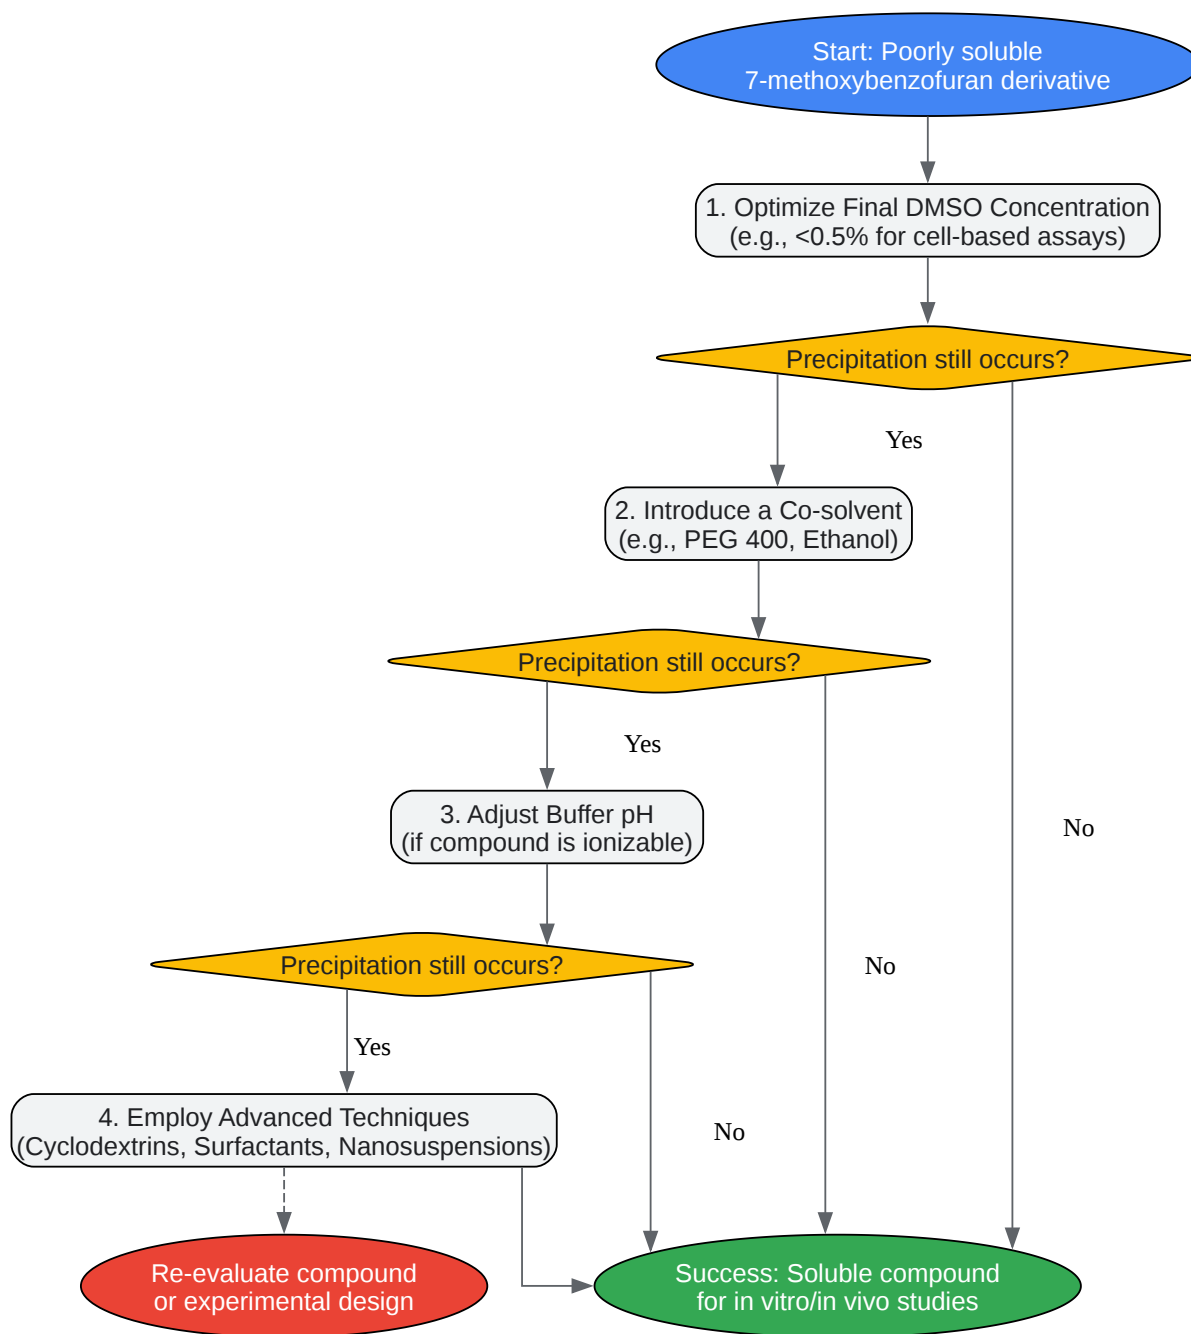 Start: Poorly soluble
7-methoxybenzofuran derivative
1. Optimize Final DMSO Concentration
(e.g., <0.5% for cell-based assays)
Precipitation still occurs?
Yes
2. Introduce a Co-solvent
(e.g., PEG 400, Ethanol)
Precipitation still occurs?
Yes
3. Adjust Buffer pH
(if compound is ionizable)
No
Precipitation still occurs?
No
Yes
4. Employ Advanced Techniques
(Cyclodextrins, Surfactants, Nanosuspensions)
No
Re-evaluate compound
or experimental design
Success: Soluble compound
for in vitro/in vivo studies